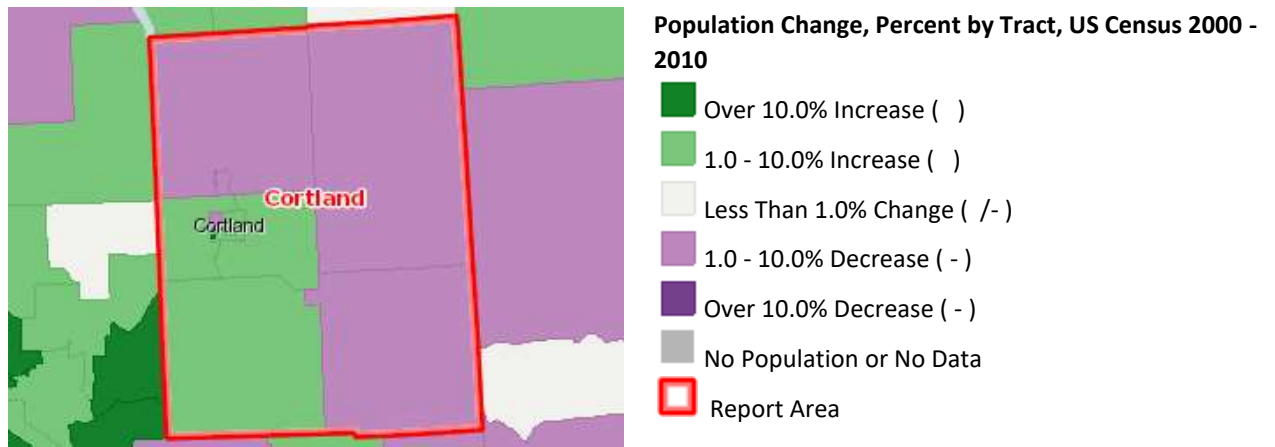 Cortland
Cortland
Population Change, Percent by Tract, US Census 2000 -
2010
Over 10.0% Increase (  )
1.0 - 10.0% Increase (  )
Less Than 1.0% Change (  /- )
1.0 - 10.0% Decrease ( - )
Over 10.0% Decrease ( - )
No Population or No Data
Report Area